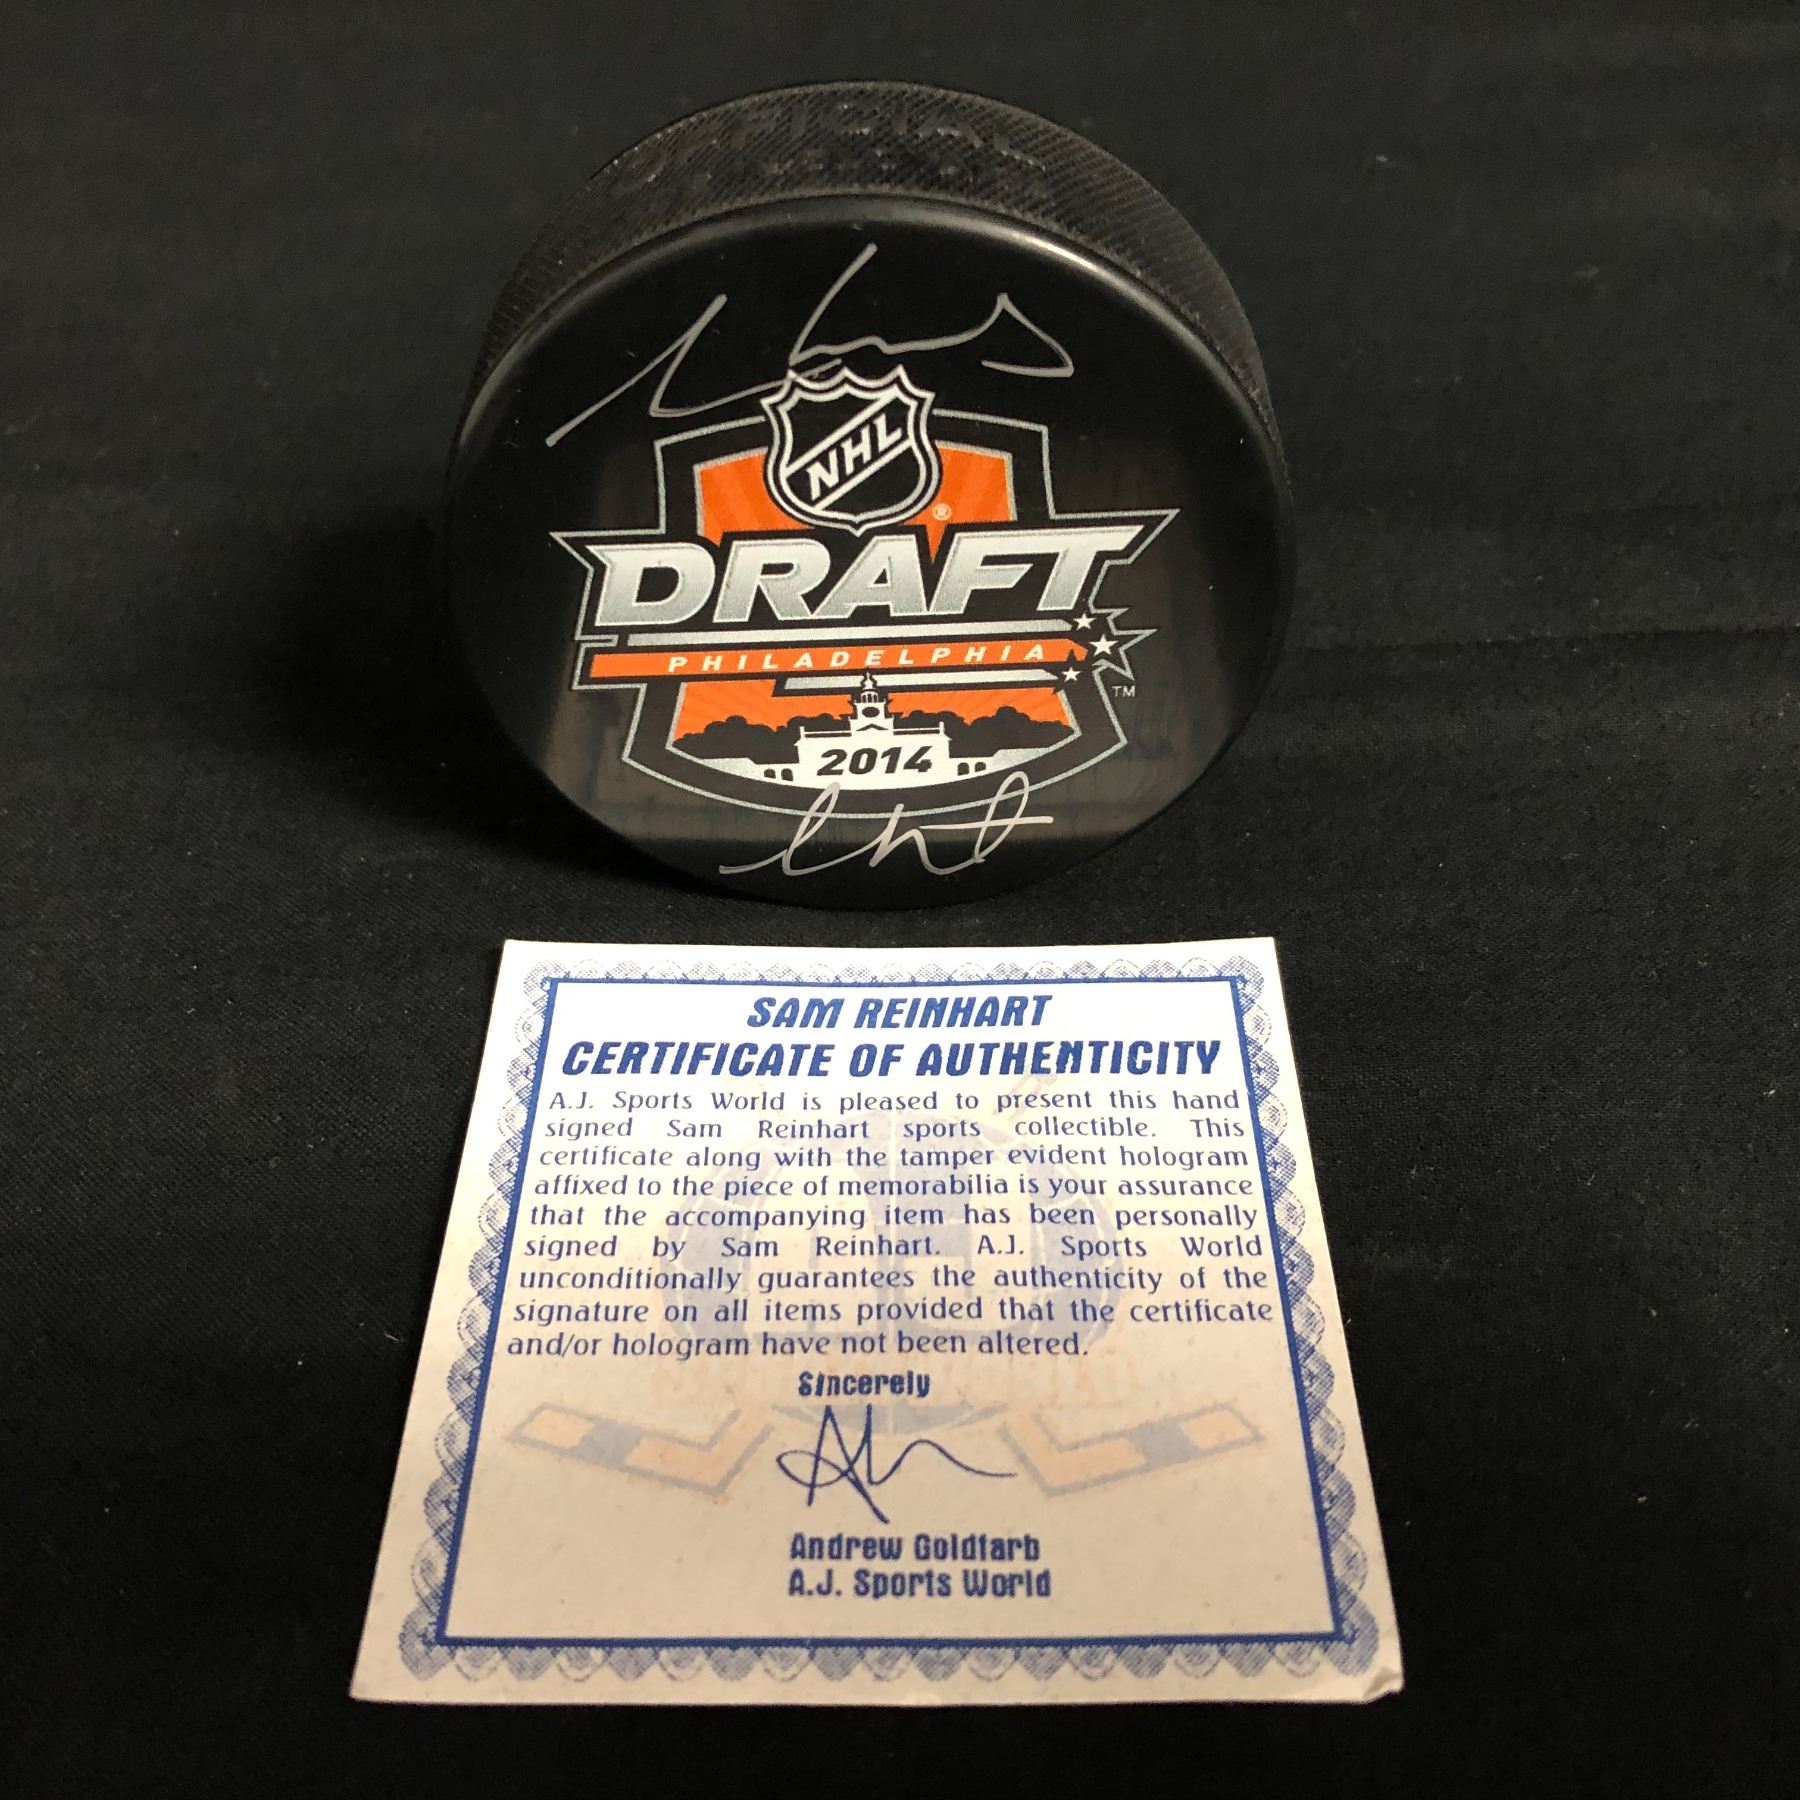 OFFICIAL
NHL
®
DRAFT
PHILADELPHIA
TM
2014
SAM REINHART
CERTIFICATE OF AUTHENTICITY
A.J. Sports World is pleased to present this hand
signed Sam Reinhart sports collectible. This
certificate along with the tamper evident hologram
affixed to the piece of memorabilia is your assurance
that the accompanying item has been personally
signed by Sam Reinhart. A.J. Sports World
unconditionally guarantees the authenticity of the
signature on all items provided that the certificate
and/or hologram have not been altered.
Sincerely
Andrew Goldfarb
A.J. Sports World